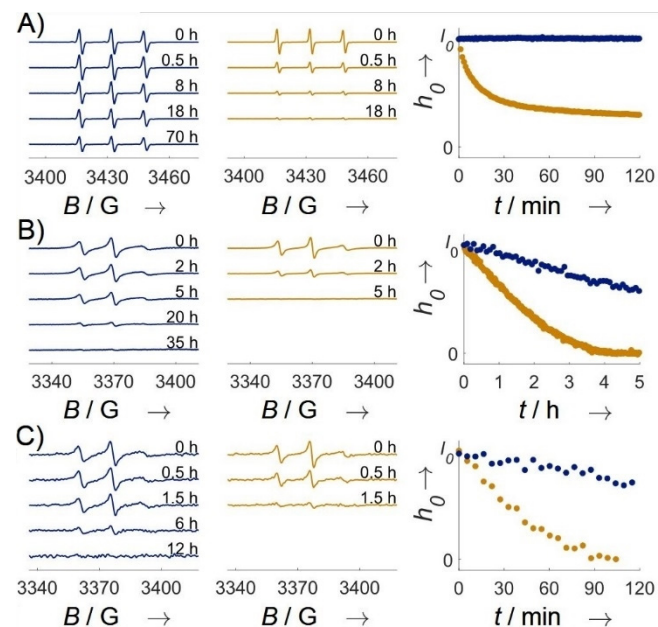 A)
0 h
0.5 h
8 h
18 h
70 h
3400 3430 3460
B / G →
0 h
0.5 h
8 h
18 h
3400 3430 3460
B / G →
I₀
h₀ →
0
0 30 60 90 120
t / min →
B)
0 h
2 h
5 h
20 h
35 h
3340 3370 3400
B / G →
0 h
2 h
5 h
3340 3370 3400
B / G →
I₀
h₀ →
0
0 1 2 3 4 5
t / h →
C)
0 h
0.5 h
1.5 h
6 h
12 h
3340 3370 3400
B / G →
0 h
0.5 h
1.5 h
3340 3370 3400
B / G →
I₀
h₀ →
0
0 30 60 90 120
t / min →